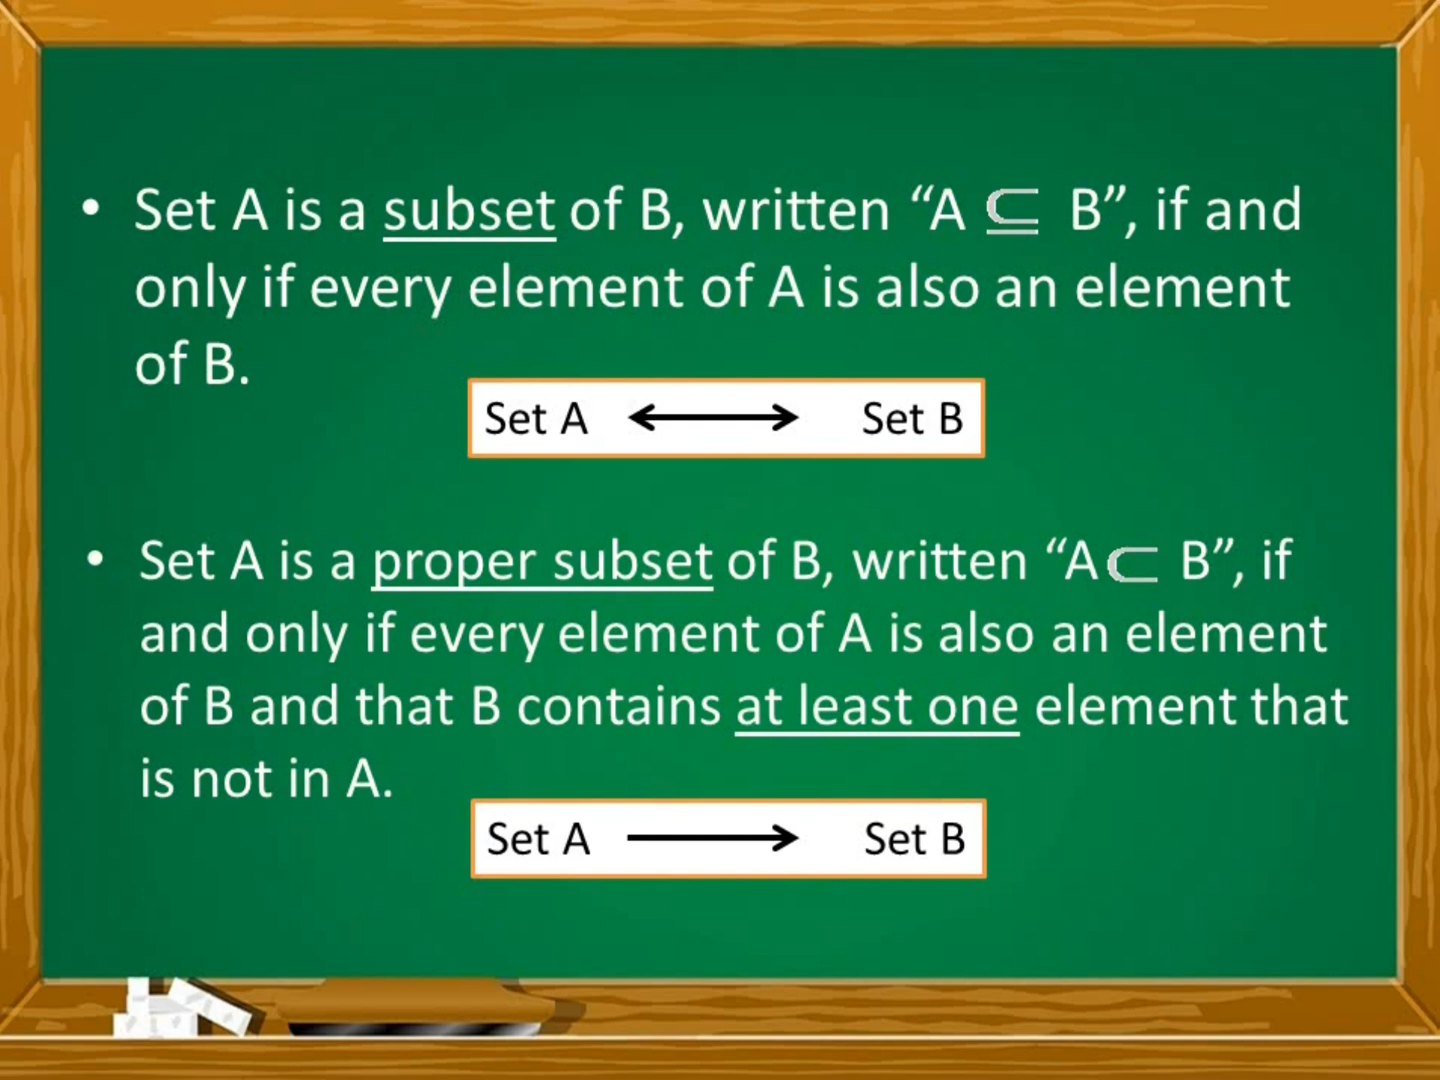 • Set A is a subset of B, written “A ⊆ B”, if and
only if every element of A is also an element
of B.
Set A ⟷ Set B
• Set A is a proper subset of B, written “A ⊂ B”, if
and only if every element of A is also an element
of B and that B contains at least one element that
is not in A.
Set A ⟶ Set B